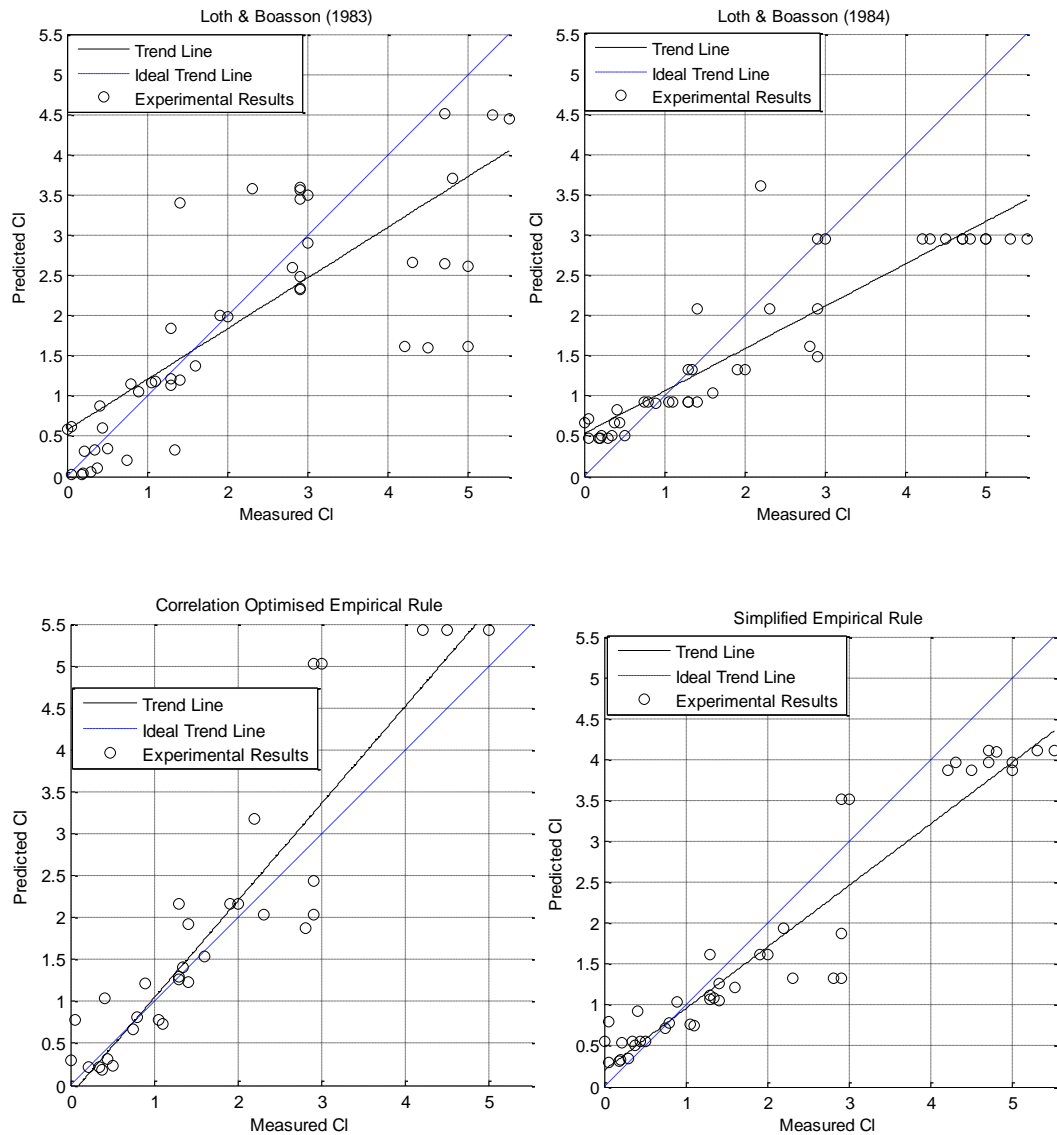 Loth & Boasson (1983)
5.5
5
4.5
4
3.5
3
2.5
2
1.5
1
0.5
0
Predicted Cl
Trend Line
Ideal Trend Line
Experimental Results
0 1 2 3 4 5
Measured Cl
Loth & Boasson (1984)
5.5
5
4.5
4
3.5
3
2.5
2
1.5
1
0.5
0
Predicted Cl
Trend Line
Ideal Trend Line
Experimental Results
0 1 2 3 4 5
Measured Cl
Correlation Optimised Empirical Rule
5.5
5
4.5
4
3.5
3
2.5
2
1.5
1
0.5
0
Predicted Cl
Trend Line
Ideal Trend Line
Experimental Results
0 1 2 3 4 5
Measured Cl
Simplified Empirical Rule
5.5
5
4.5
4
3.5
3
2.5
2
1.5
1
0.5
0
Predicted Cl
Trend Line
Ideal Trend Line
Experimental Results
0 1 2 3 4 5
Measured Cl